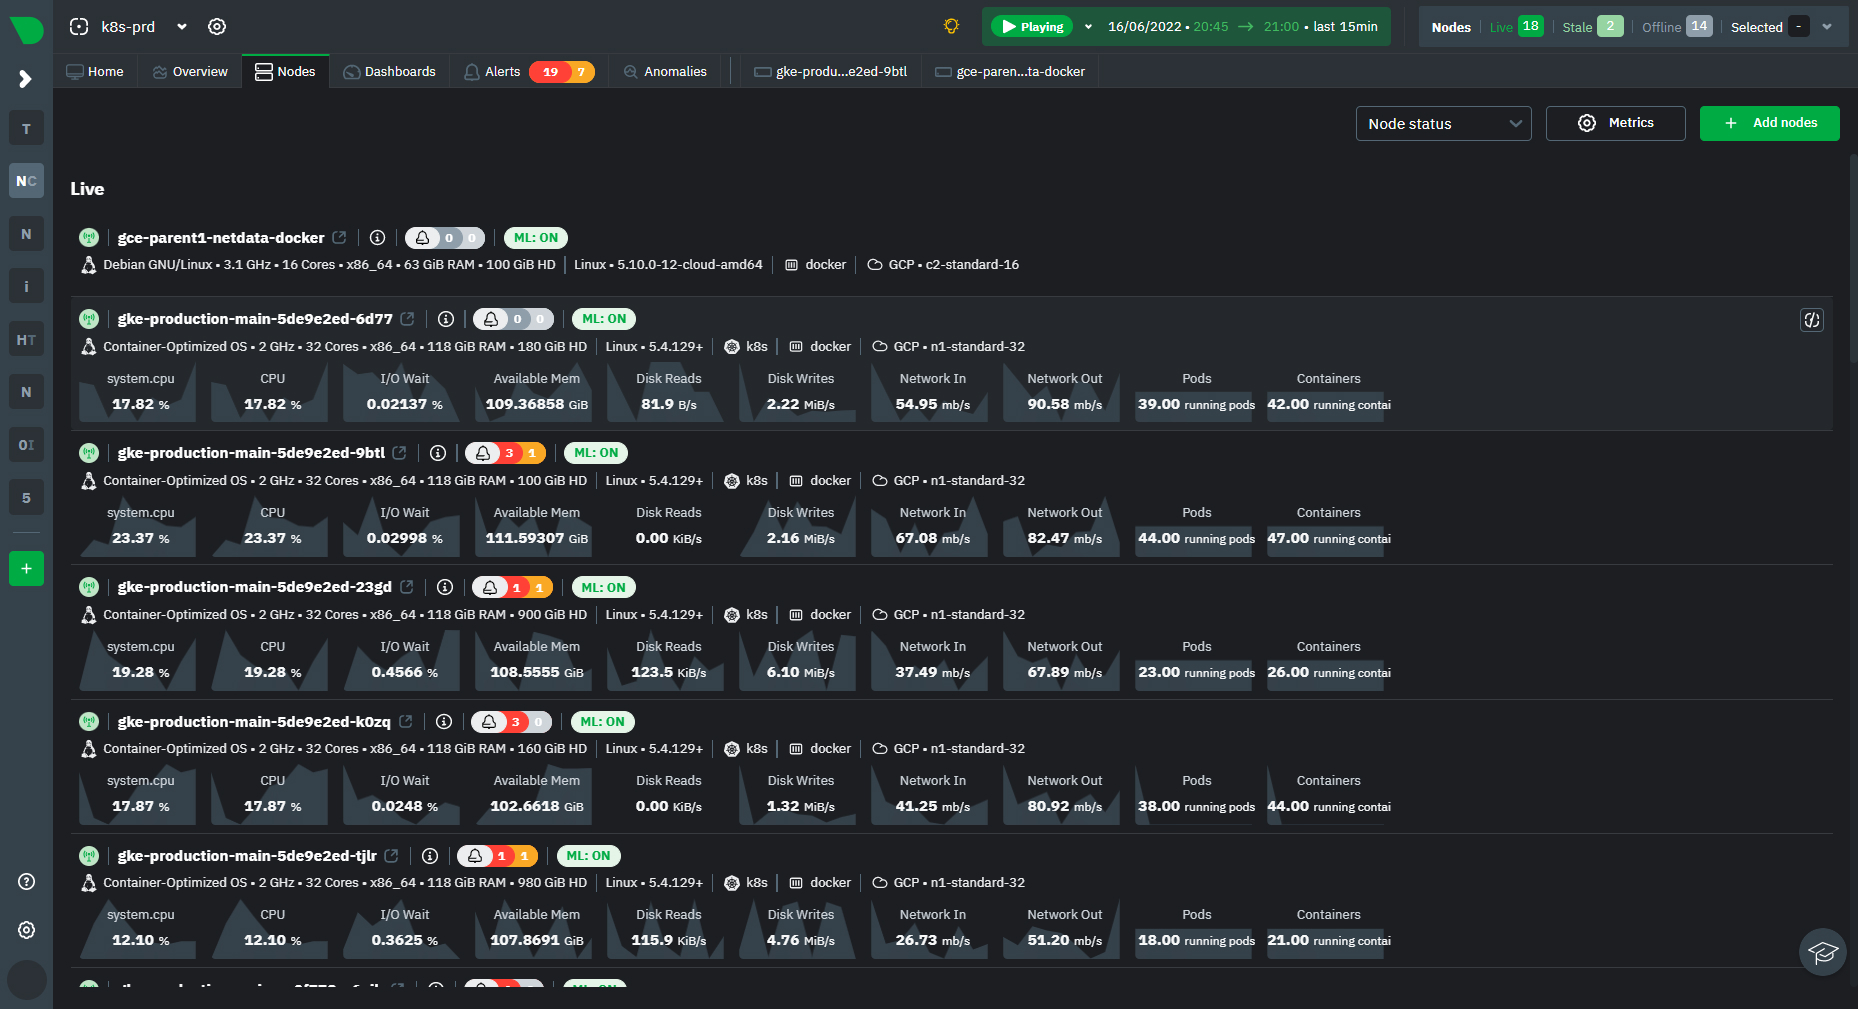 k8s-prd
Playing 16/06/2022 • 20:45 → 21:00 • last 15min
Nodes Live 18 Stale 2 Offline 14 Selected -
Home Overview Nodes Dashboards Alerts 19 7 Anomalies gke-produ...e2ed-9btl gce-paren...ta-docker
T
NC
N
i
HT
N
OI
5
+
Node status Metrics + Add nodes
Live
gce-parent1-netdata-docker 0 0 ML: ON
Debian GNU/Linux • 3.1 GHz • 16 Cores • x86_64 • 63 GiB RAM • 100 GiB HD Linux • 5.10.0-12-cloud-amd64 docker GCP • c2-standard-16
gke-production-main-5de9e2ed-6d77 0 0 ML: ON
Container-Optimized OS • 2 GHz • 32 Cores • x86_64 • 118 GiB RAM • 180 GiB HD Linux • 5.4.129+ k8s docker GCP • n1-standard-32
system.cpu CPU I/O Wait Available Mem Disk Reads Disk Writes Network In Network Out Pods Containers
17.82 % 17.82 % 0.02137 % 109.36858 GiB 81.9 B/s 2.22 MiB/s 54.95 mb/s 90.58 mb/s 39.00 running pods 42.00 running contai
gke-production-main-5de9e2ed-9btl 3 1 ML: ON
Container-Optimized OS • 2 GHz • 32 Cores • x86_64 • 118 GiB RAM • 100 GiB HD Linux • 5.4.129+ k8s docker GCP • n1-standard-32
system.cpu CPU I/O Wait Available Mem Disk Reads Disk Writes Network In Network Out Pods Containers
23.37 % 23.37 % 0.02998 % 111.59307 GiB 0.00 KiB/s 2.16 MiB/s 67.08 mb/s 82.47 mb/s 44.00 running pods 47.00 running contai
gke-production-main-5de9e2ed-23gd 1 1 ML: ON
Container-Optimized OS • 2 GHz • 32 Cores • x86_64 • 118 GiB RAM • 900 GiB HD Linux • 5.4.129+ k8s docker GCP • n1-standard-32
system.cpu CPU I/O Wait Available Mem Disk Reads Disk Writes Network In Network Out Pods Containers
19.28 % 19.28 % 0.4566 % 108.5555 GiB 123.5 KiB/s 6.10 MiB/s 37.49 mb/s 67.89 mb/s 23.00 running pods 26.00 running contai
gke-production-main-5de9e2ed-k0zq 3 0 ML: ON
Container-Optimized OS • 2 GHz • 32 Cores • x86_64 • 118 GiB RAM • 160 GiB HD Linux • 5.4.129+ k8s docker GCP • n1-standard-32
system.cpu CPU I/O Wait Available Mem Disk Reads Disk Writes Network In Network Out Pods Containers
17.87 % 17.87 % 0.0248 % 102.6618 GiB 0.00 KiB/s 1.32 MiB/s 41.25 mb/s 80.92 mb/s 38.00 running pods 44.00 running contai
gke-production-main-5de9e2ed-tjlr 1 1 ML: ON
Container-Optimized OS • 2 GHz • 32 Cores • x86_64 • 118 GiB RAM • 980 GiB HD Linux • 5.4.129+ k8s docker GCP • n1-standard-32
system.cpu CPU I/O Wait Available Mem Disk Reads Disk Writes Network In Network Out Pods Containers
12.10 % 12.10 % 0.3625 % 107.8691 GiB 115.9 KiB/s 4.76 MiB/s 26.73 mb/s 51.20 mb/s 18.00 running pods 21.00 running contai